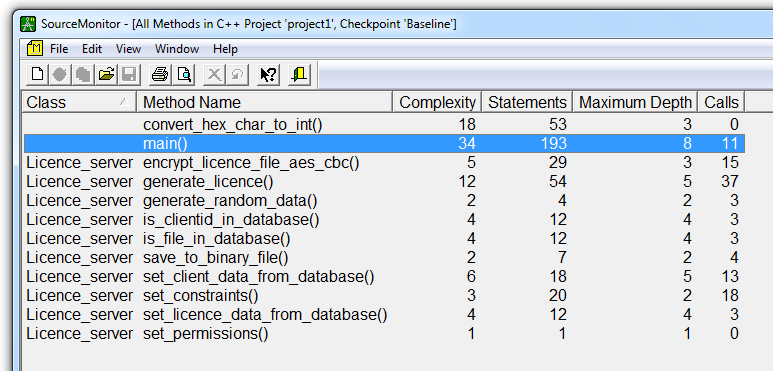 SourceMonitor - [All Methods in C++ Project 'project1', Checkpoint 'Baseline']
File Edit View Window Help
Class Method Name Complexity Statements Maximum Depth Calls
convert_hex_char_to_int() 18 53 3 0
main() 34 193 8 11
Licence_server encrypt_licence_file_aes_cbc() 5 29 3 15
Licence_server generate_licence() 12 54 5 37
Licence_server generate_random_data() 2 4 2 3
Licence_server is_clientid_in_database() 4 12 4 3
Licence_server is_file_in_database() 4 12 4 3
Licence_server save_to_binary_file() 2 7 2 4
Licence_server set_client_data_from_database() 6 18 5 13
Licence_server set_constraints() 3 20 2 18
Licence_server set_licence_data_from_database() 4 12 4 3
Licence_server set_permissions() 1 1 1 0